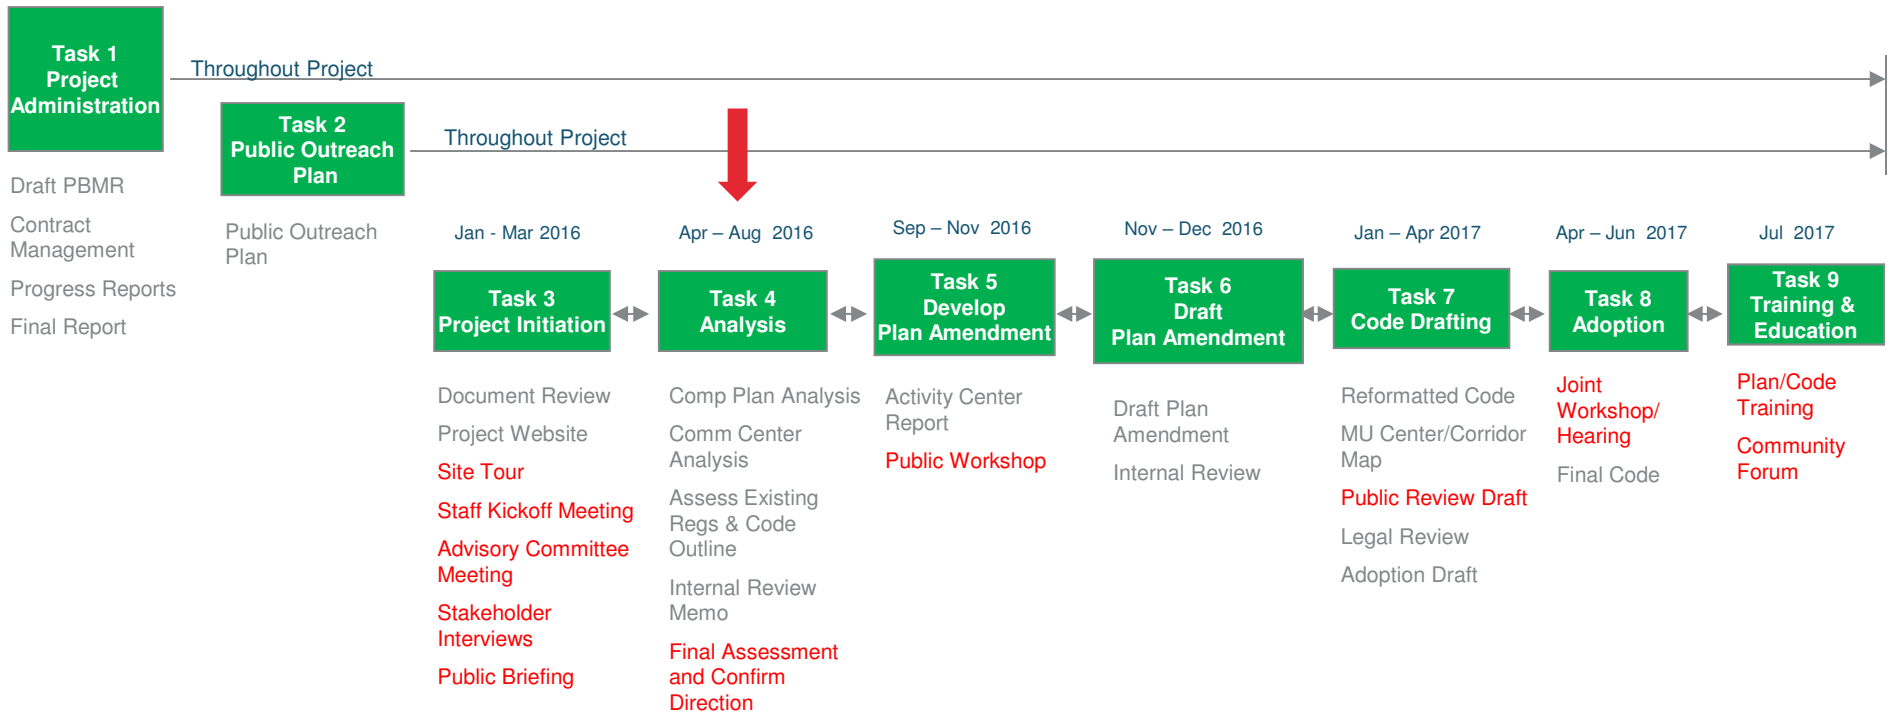 Task 1
Project
Administration
Throughout Project
Task 2
Public Outreach
Plan
Throughout Project
Draft PBMR
Contract
Management
Progress Reports
Final Report
Public Outreach
Plan
Jan - Mar 2016
Task 3
Project Initiation
Document Review
Project Website
Site Tour
Staff Kickoff Meeting
Advisory Committee
Meeting
Stakeholder
Interviews
Public Briefing
Apr – Aug 2016
Task 4
Analysis
Comp Plan Analysis
Comm Center
Analysis
Assess Existing
Regs & Code
Outline
Internal Review
Memo
Final Assessment
and Confirm
Direction
Sep – Nov 2016
Task 5
Develop
Plan Amendment
Activity Center
Report
Public Workshop
Nov – Dec 2016
Task 6
Draft
Plan Amendment
Draft Plan
Amendment
Internal Review
Jan – Apr 2017
Task 7
Code Drafting
Reformatted Code
MU Center/Corridor
Map
Public Review Draft
Legal Review
Adoption Draft
Apr – Jun 2017
Task 8
Adoption
Joint
Workshop/
Hearing
Final Code
Jul 2017
Task 9
Training &
Education
Plan/Code
Training
Community
Forum